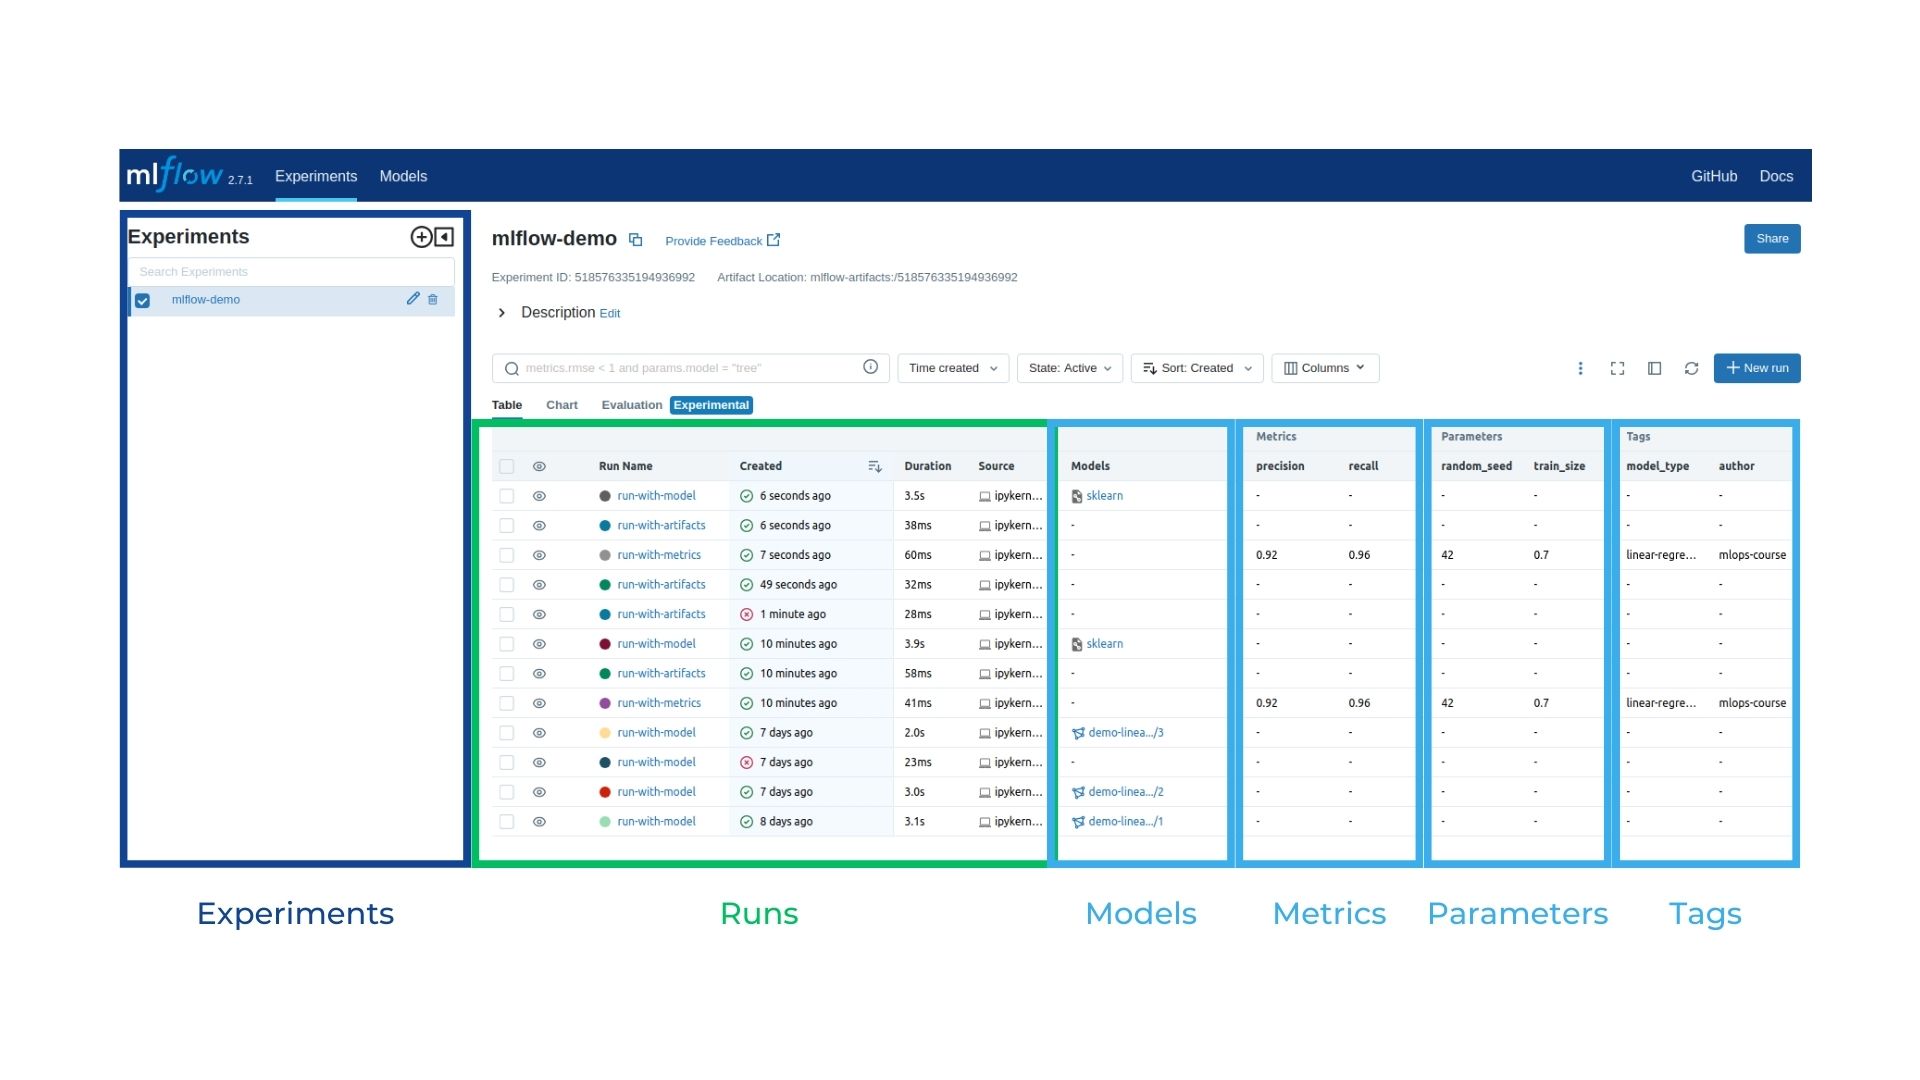 mlflow 2.7.1 Experiments Models GitHub Docs
Experiments
Search Experiments
mlflow-demo
mlflow-demo Provide Feedback Share
Experiment ID: 518576335194936992 Artifact Location: mlflow-artifacts:/518576335194936992
Description Edit
metrics.rmse < 1 and params.model = "tree" Time created State: Active Sort: Created Columns New run
Table Chart Evaluation Experimental
Metrics Parameters Tags
Run Name Created Duration Source Models precision recall random_seed train_size model_type author
run-with-model 6 seconds ago 3.5s ipykern... sklearn - - - - - -
run-with-artifacts 6 seconds ago 38ms ipykern... - - - - - - -
run-with-metrics 7 seconds ago 60ms ipykern... - 0.92 0.96 42 0.7 linear-regre... mlops-course
run-with-artifacts 49 seconds ago 32ms ipykern... - - - - - - -
run-with-artifacts 1 minute ago 28ms ipykern... - - - - - - -
run-with-model 10 minutes ago 3.9s ipykern... sklearn - - - - - -
run-with-artifacts 10 minutes ago 58ms ipykern... - - - - - - -
run-with-metrics 10 minutes ago 41ms ipykern... - 0.92 0.96 42 0.7 linear-regre... mlops-course
run-with-model 7 days ago 2.0s ipykern... demo-linea.../3 - - - - - -
run-with-model 7 days ago 23ms ipykern... - - - - - - -
run-with-model 7 days ago 3.0s ipykern... demo-linea.../2 - - - - - -
run-with-model 8 days ago 3.1s ipykern... demo-linea.../1 - - - - - -
Experiments Runs Models Metrics Parameters Tags